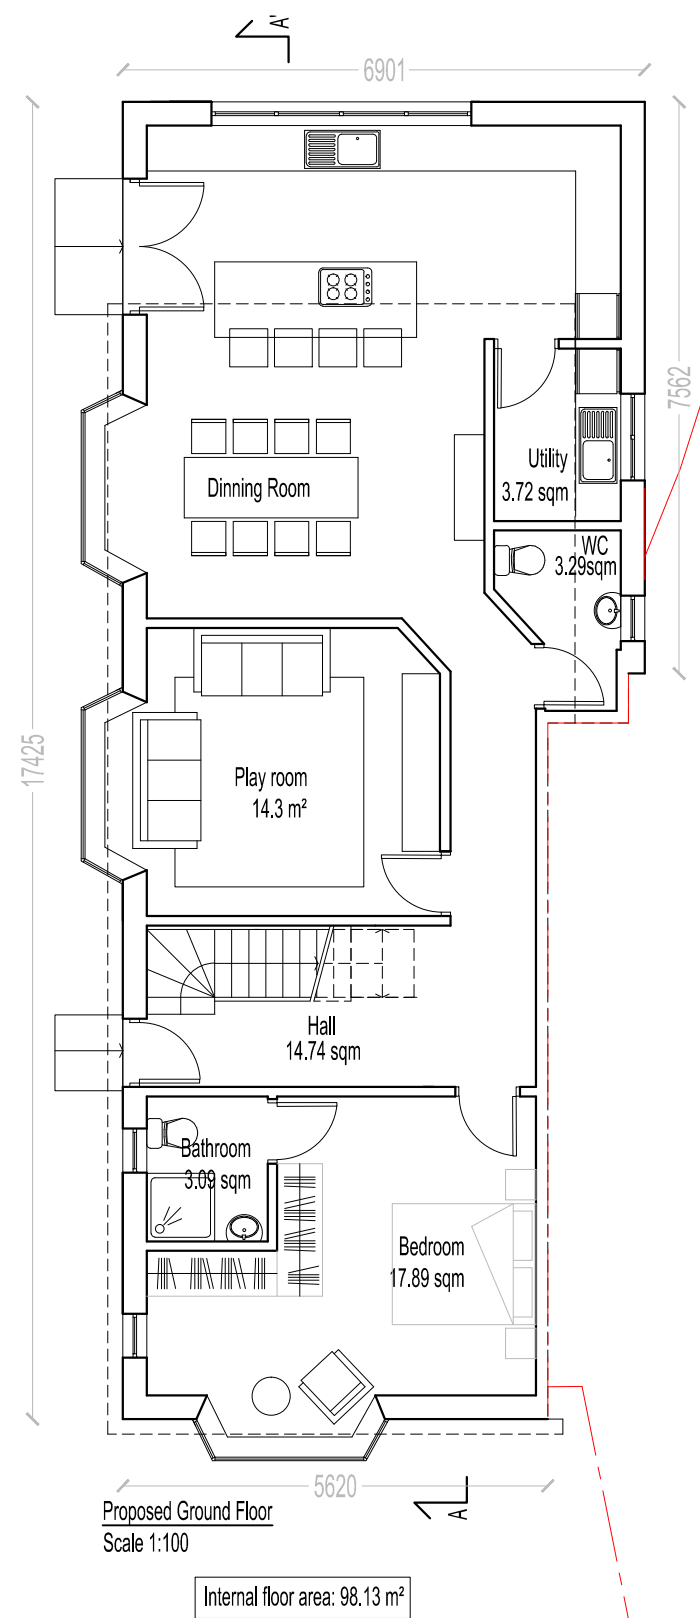 A'
6901
7562
17425
Dinning Room
Utility
3.72 sqm
WC
3.29sqm
Play room
14.3 m²
Hall
14.74 sqm
Bathroom
3.09 sqm
Bedroom
17.89 sqm
5620
A
Proposed Ground Floor
Scale 1:100
Internal floor area: 98.13 m²